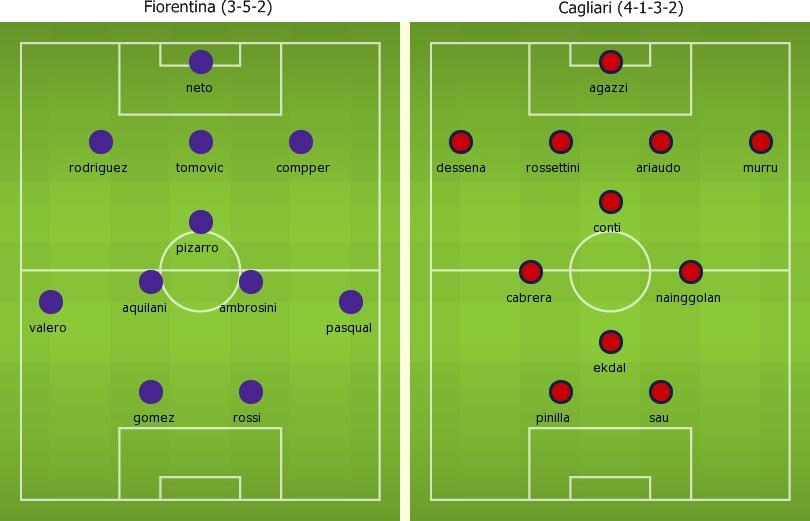 Fiorentina (3-5-2)
neto
rodriguez
tomovic
compper
pizarro
aquilani
ambrosini
valero
pasqual
gomez
rossi
Cagliari (4-1-3-2)
agazzi
dessena
rossettini
ariaudo
murru
conti
cabrera
nainggolan
ekdal
pinilla
sau